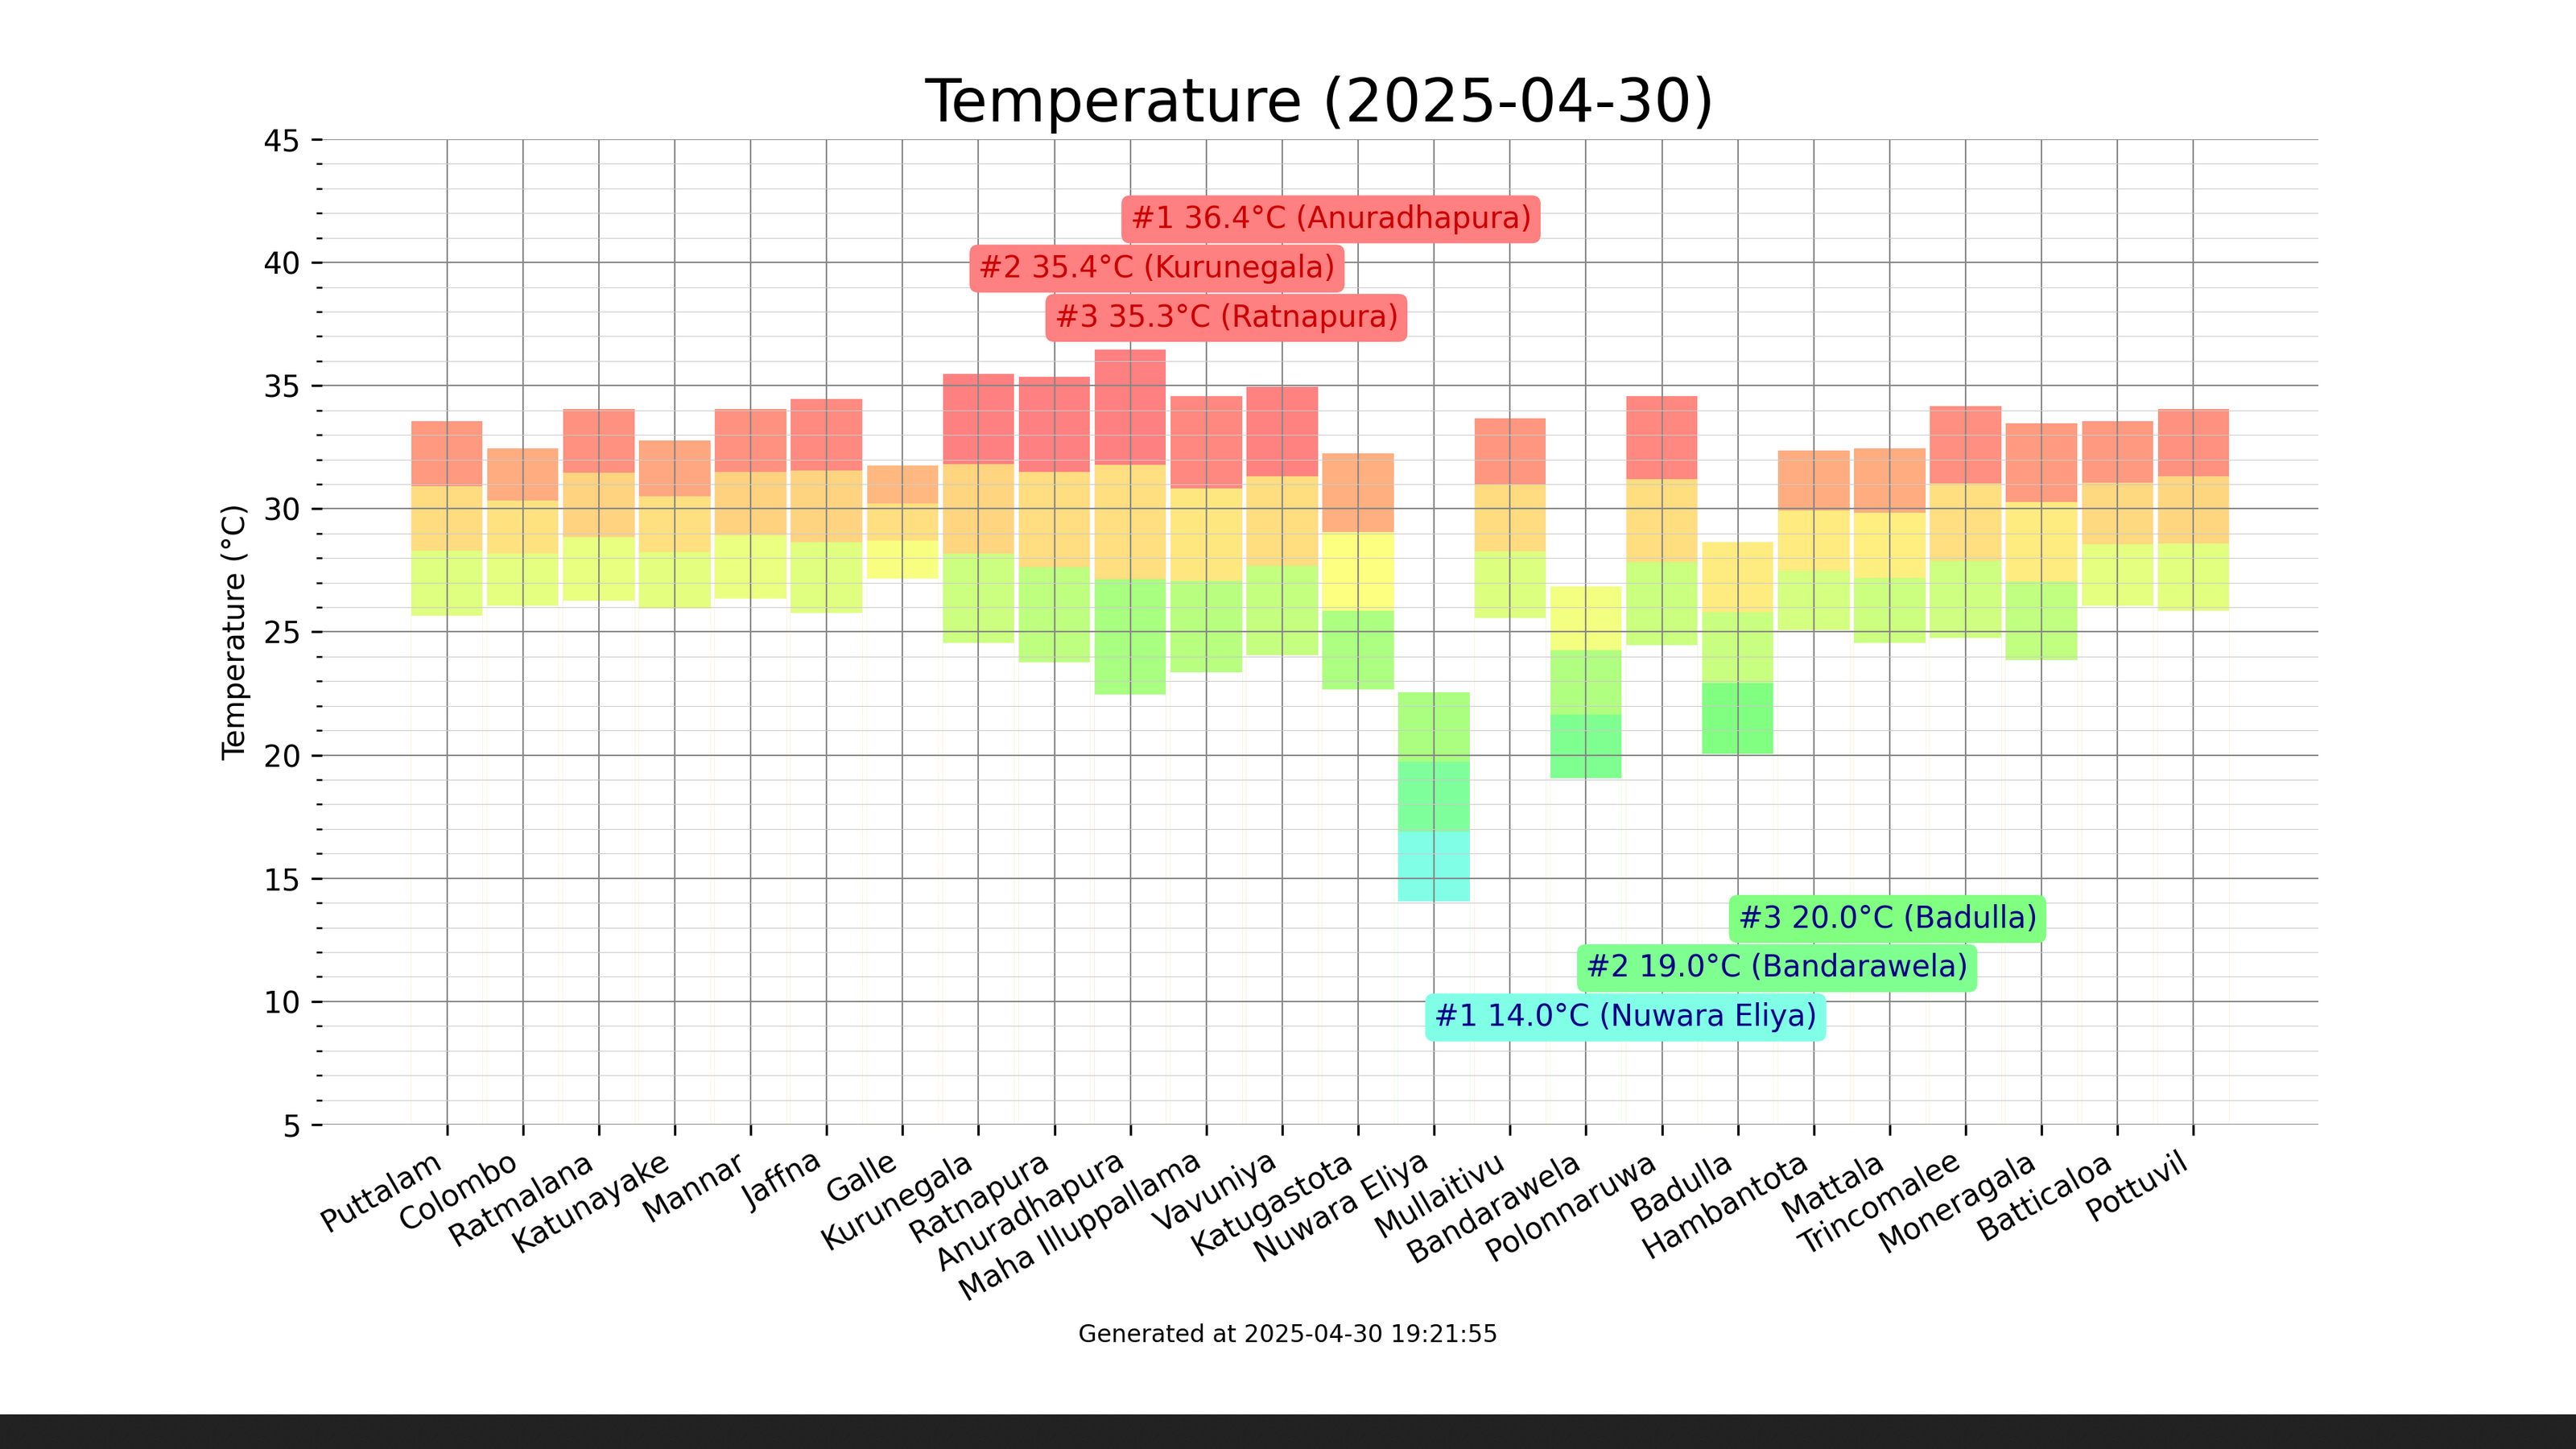 Temperature (2025-04-30)
45
40
35
30
25
20
15
10
5
Temperature (°C)
#1 36.4°C (Anuradhapura)
#2 35.4°C (Kurunegala)
#3 35.3°C (Ratnapura)
#3 20.0°C (Badulla)
#2 19.0°C (Bandarawela)
#1 14.0°C (Nuwara Eliya)
Puttalam
Colombo
Ratmalana
Katunayake
Mannar
Jaffna
Galle
Kurunegala
Ratnapura
Anuradhapura
Maha Illuppallama
Vavuniya
Katugastota
Nuwara Eliya
Mullaitivu
Bandarawela
Polonnaruwa
Badulla
Hambantota
Mattala
Trincomalee
Moneragala
Batticaloa
Pottuvil
Generated at 2025-04-30 19:21:55